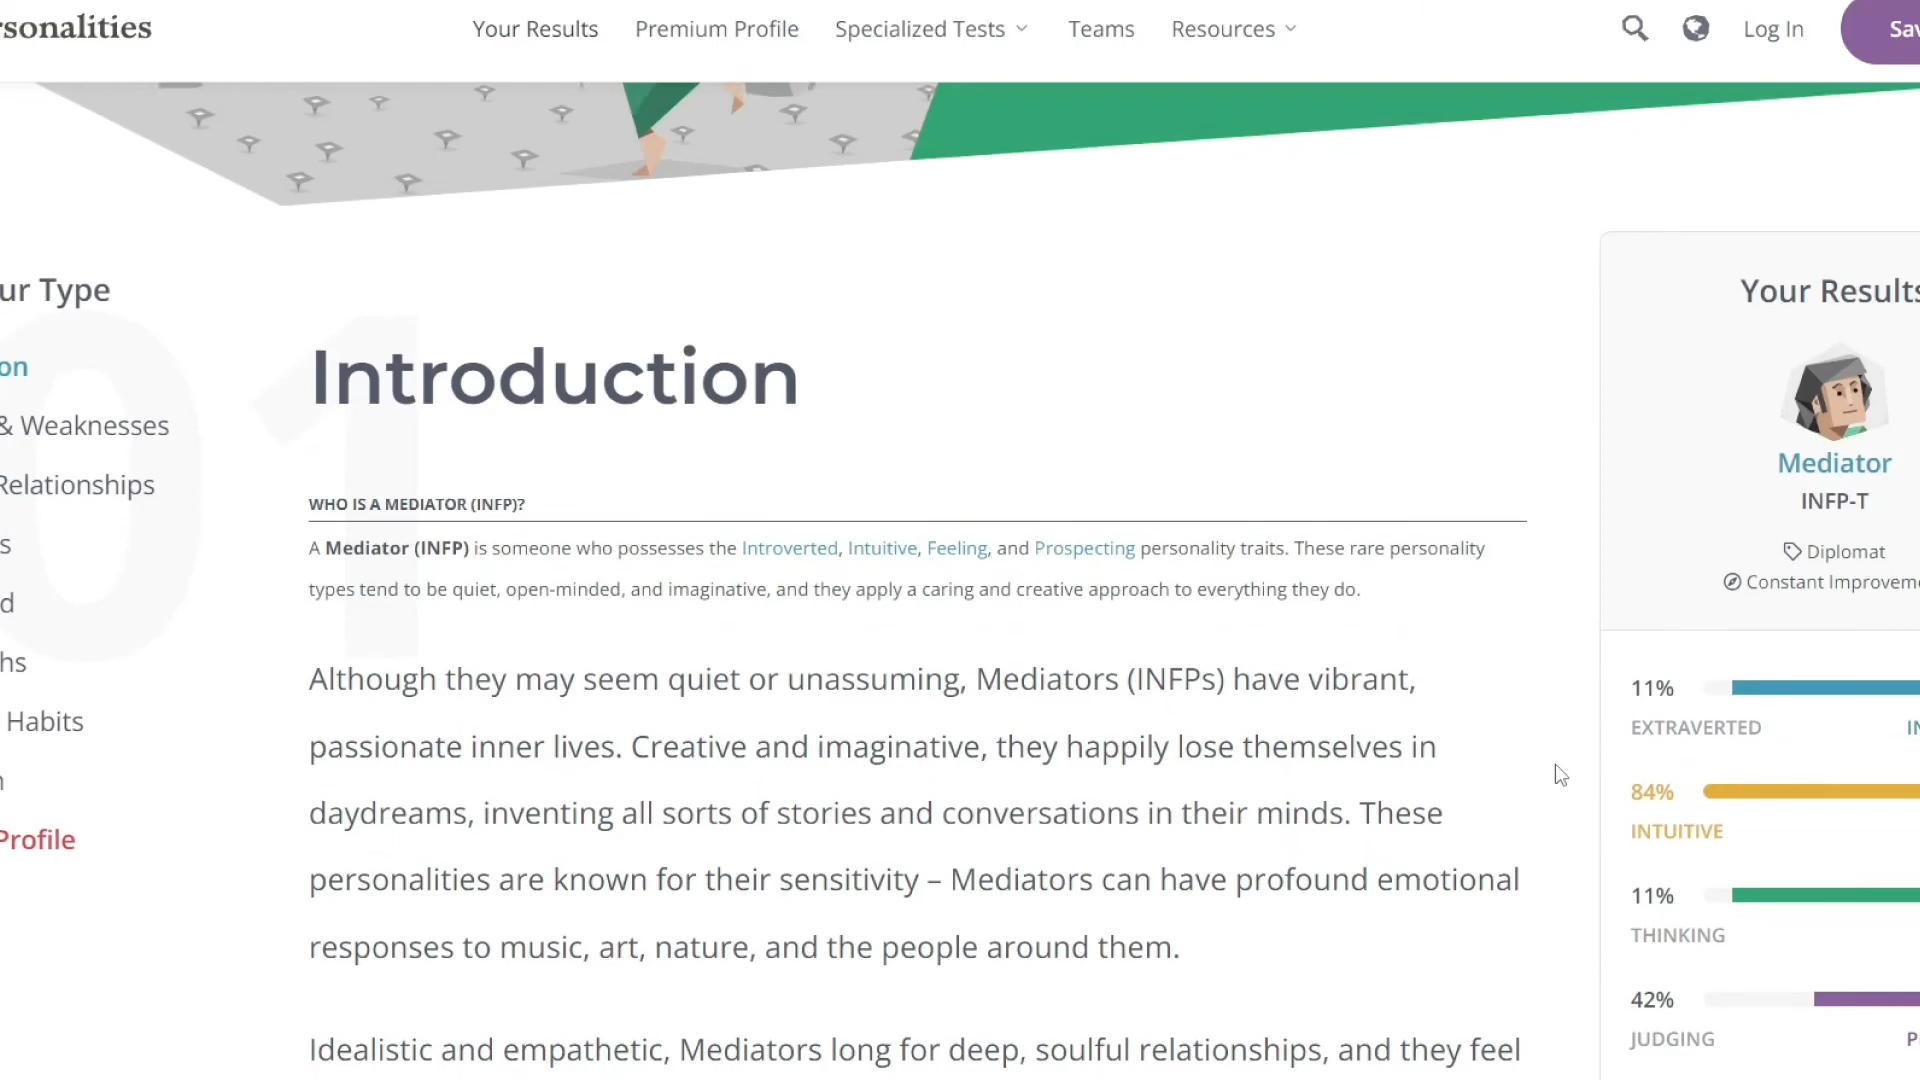 rsonalities
Your Results
Premium Profile
Specialized Tests
Teams
Resources
Log In
Sav
ur Type
on
& Weaknesses
Relationships
s
d
hs
Habits
n
Profile
01
Introduction
WHO IS A MEDIATOR (INFP)?
A Mediator (INFP) is someone who possesses the Introverted, Intuitive, Feeling, and Prospecting personality traits. These rare personality
types tend to be quiet, open-minded, and imaginative, and they apply a caring and creative approach to everything they do.
Although they may seem quiet or unassuming, Mediators (INFPs) have vibrant,
passionate inner lives. Creative and imaginative, they happily lose themselves in
daydreams, inventing all sorts of stories and conversations in their minds. These
personalities are known for their sensitivity – Mediators can have profound emotional
responses to music, art, nature, and the people around them.
Idealistic and empathetic, Mediators long for deep, soulful relationships, and they feel
Your Results
Mediator
INFP-T
Diplomat
Constant Improveme
11%
EXTRAVERTED
IN
84%
INTUITIVE
11%
THINKING
42%
JUDGING
P